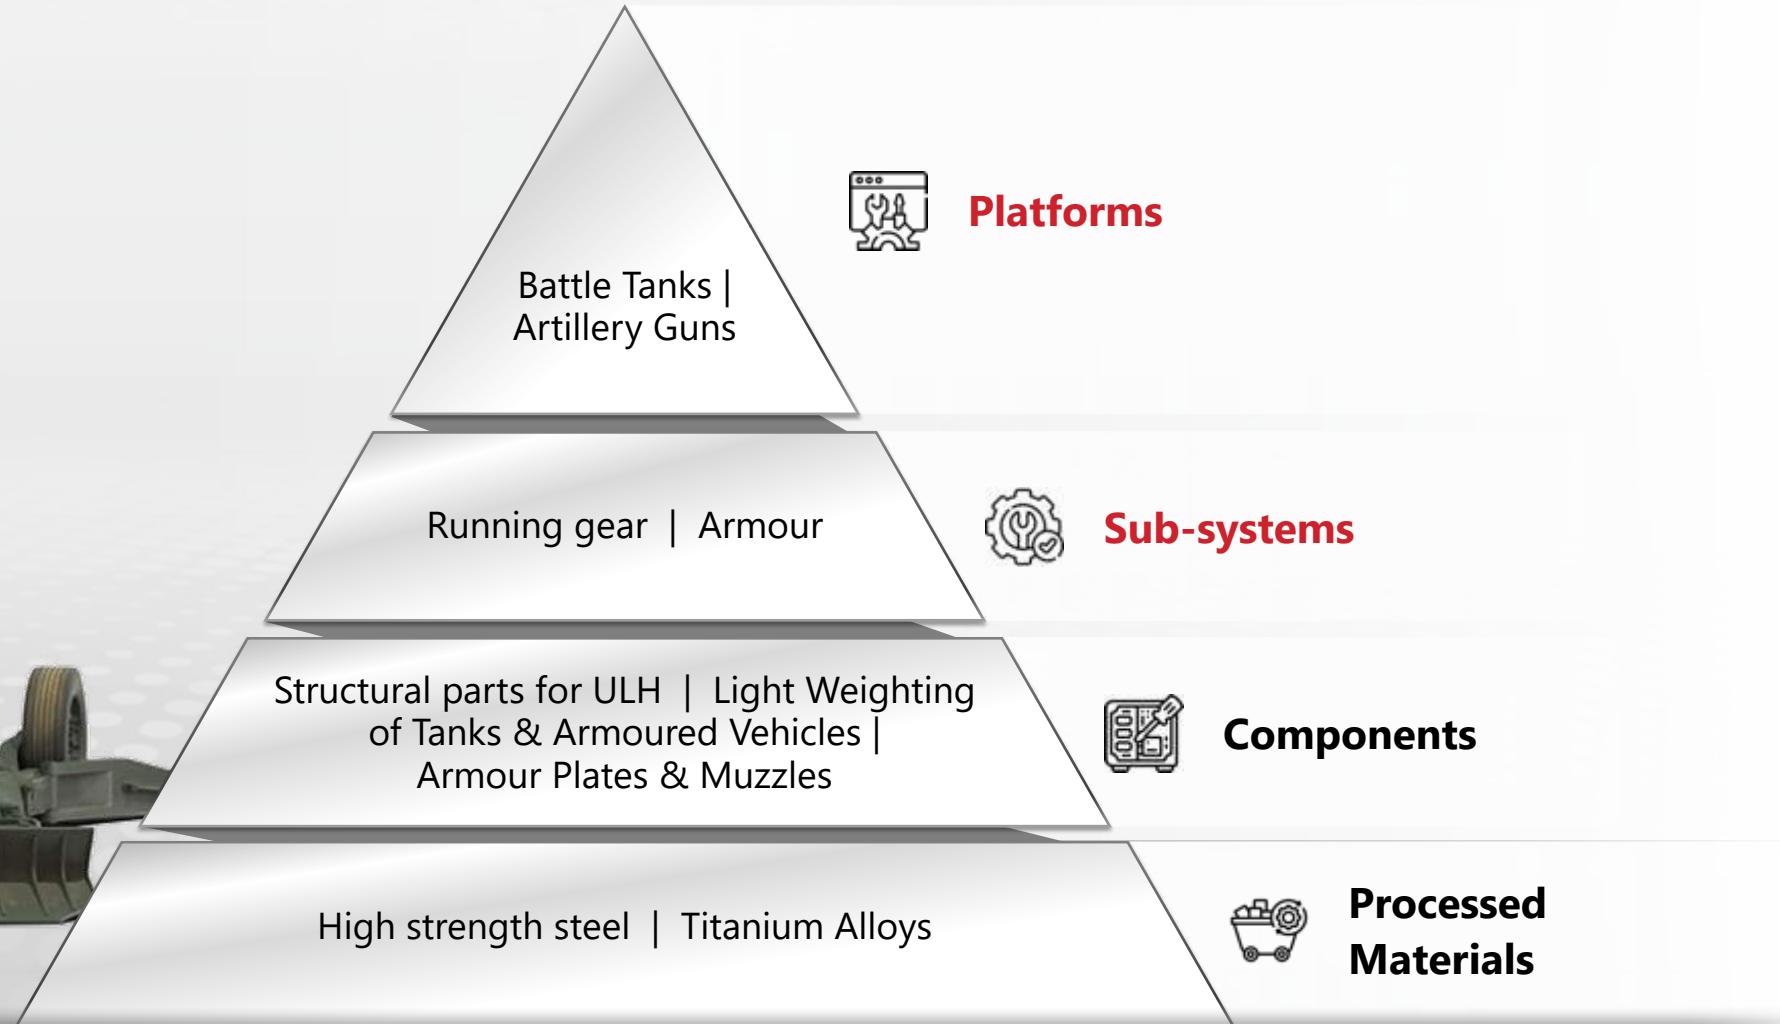 Platforms
Battle Tanks |
Artillery Guns
Running gear | Armour
Sub-systems
Structural parts for ULH | Light Weighting
of Tanks & Armoured Vehicles |
Armour Plates & Muzzles
Components
High strength steel | Titanium Alloys
Processed
Materials